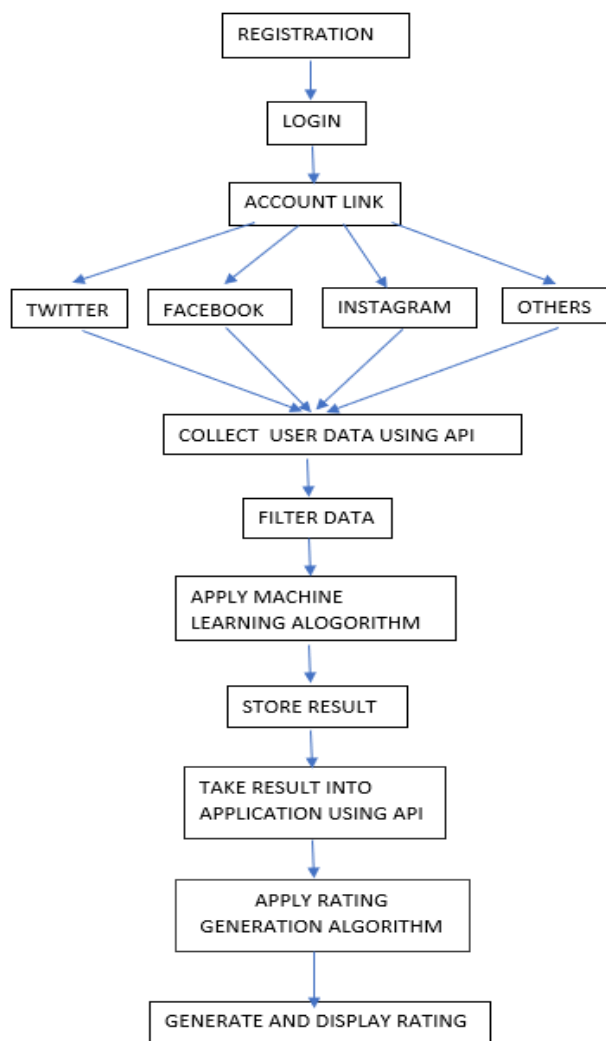 REGISTRATION
LOGIN
ACCOUNT LINK
TWITTER
FACEBOOK
INSTAGRAM
OTHERS
COLLECT USER DATA USING API
FILTER DATA
APPLY MACHINE
LEARNING ALOGORITHM
STORE RESULT
TAKE RESULT INTO
APPLICATION USING API
APPLY RATING
GENERATION ALGORITHM
GENERATE AND DISPLAY RATING